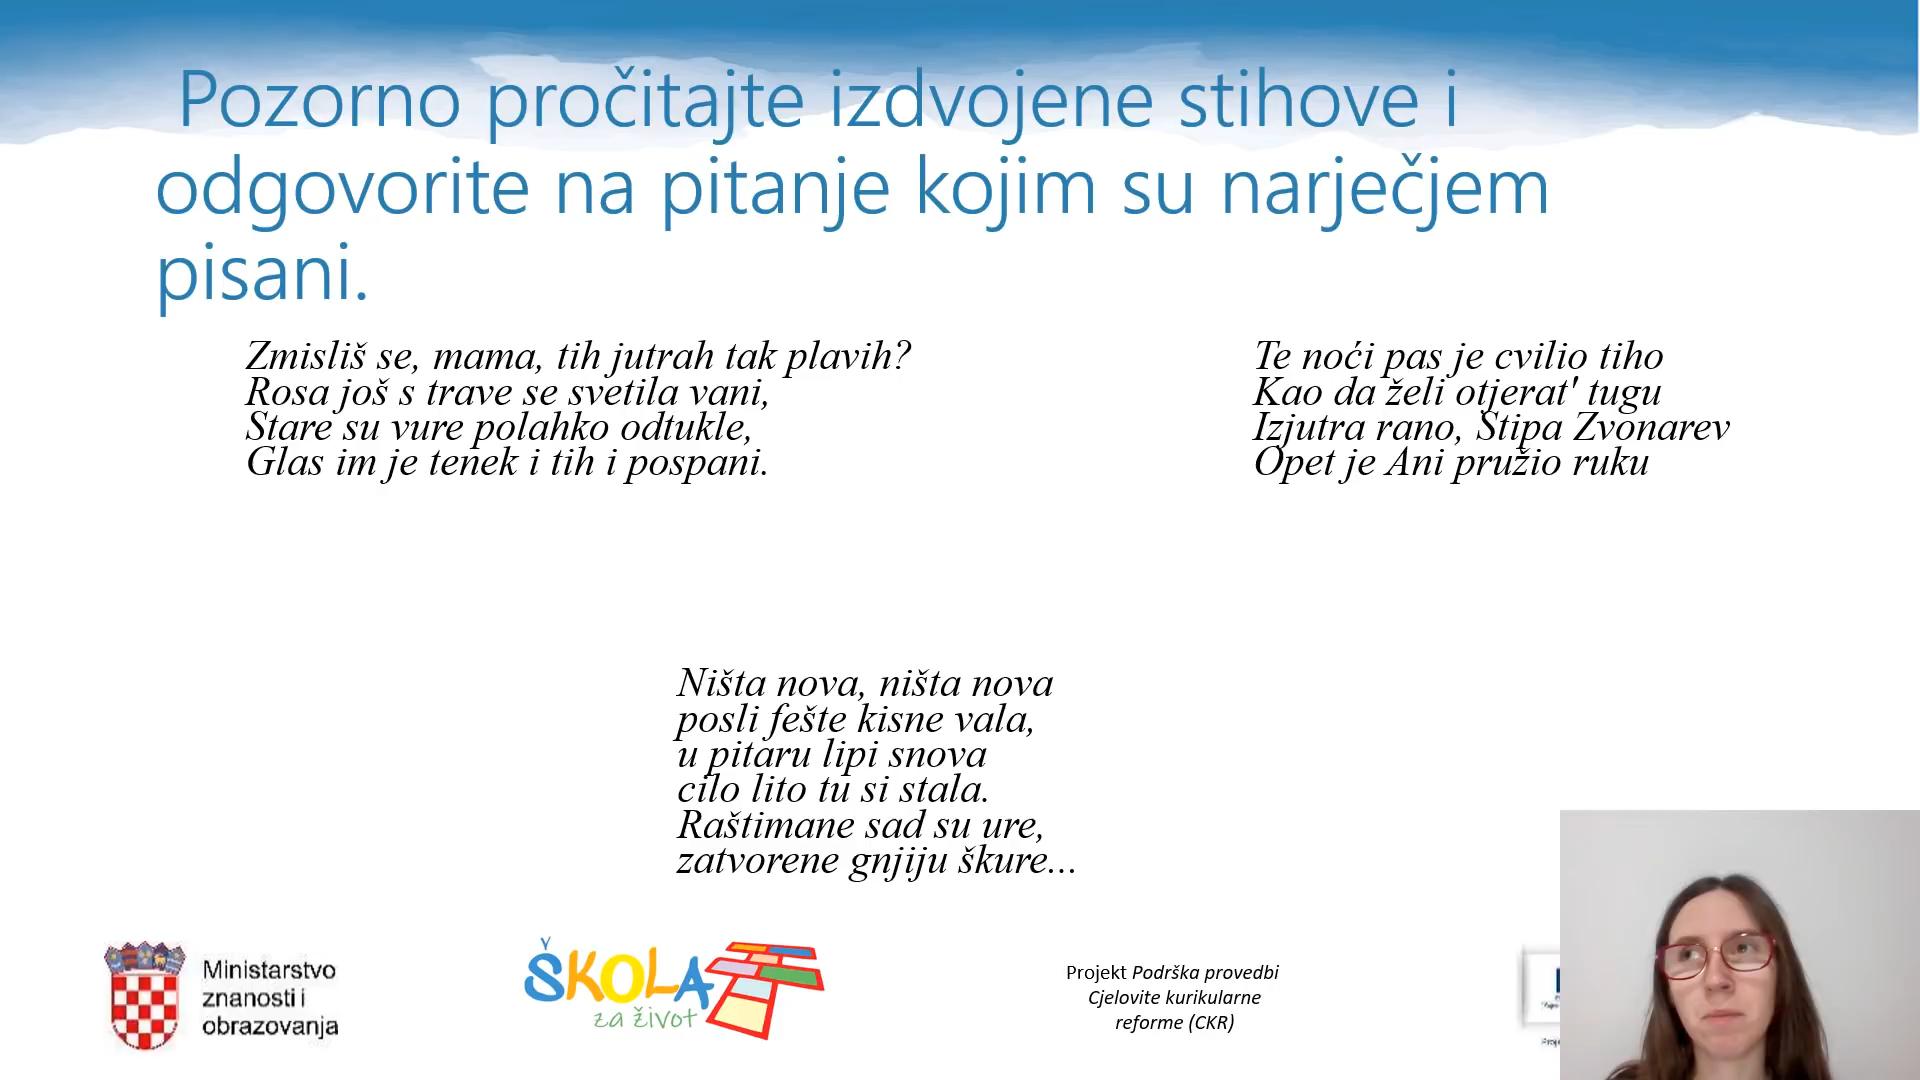 Pozorno pročitajte izdvojene stihove i
odgovorite na pitanje kojim su narječjem
pisani.
Zmisliš se, mama, tih jutrah tak plavih?
Rosa još s trave se svetila vani,
Stare su vure polahko odtukle,
Glas im je tenek i tih i pospani.
Te noći pas je cvilio tiho
Kao da želi otjerat' tugu
Izjutra rano, Stipa Zvonarev
Opet je Ani pružio ruku
Ništa nova, ništa nova
posli fešte kisne vala,
u pitaru lipi snova
cilo lito tu si stala.
Raštimane sad su ure,
zatvorene gnjiju škure...
Ministarstvo
znanosti i
obrazovanja
ŠKOLA
za život
Projekt Podrška provedbi
Cjelovite kurikularne
reforme (CKR)